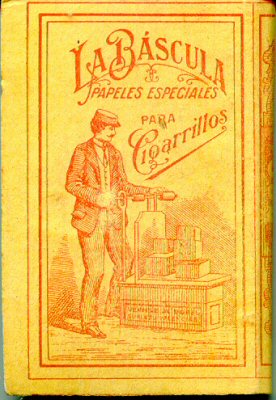 LA BÁSCULA
PAPELES ESPECIALES
PARA
Cigarrillos